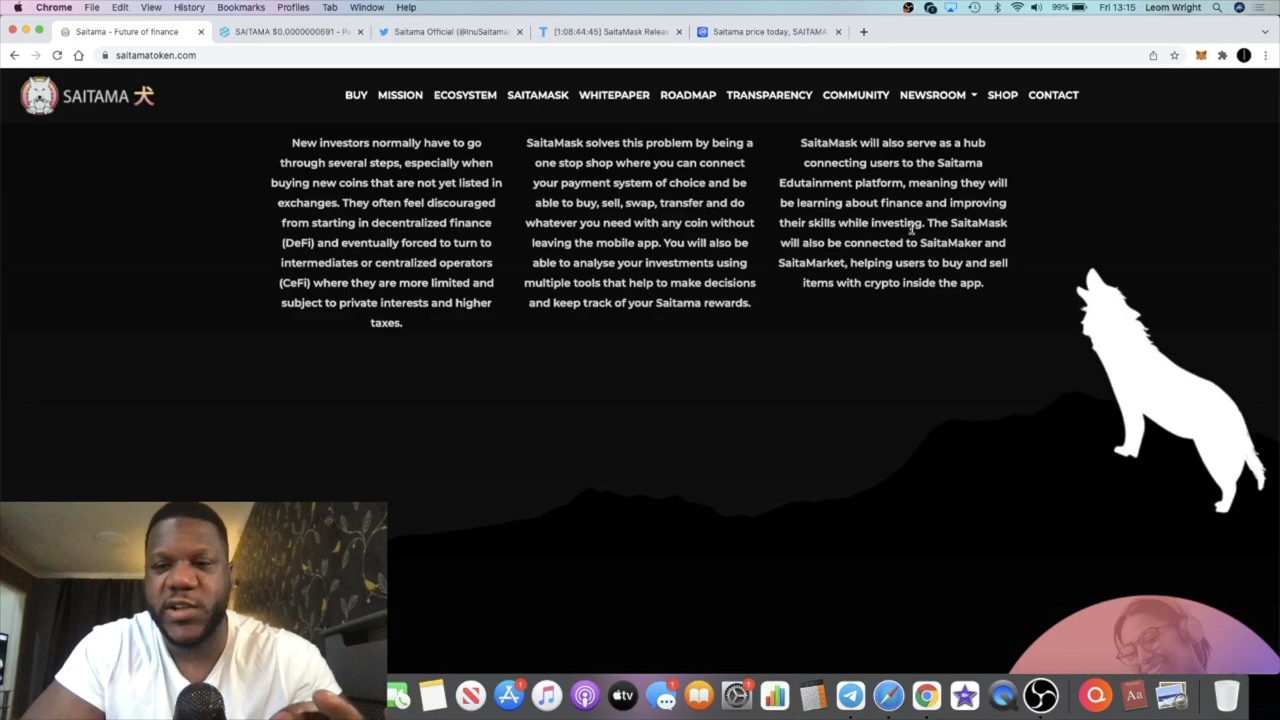 Chrome File Edit View History Bookmarks Profiles Tab Window Help
99% Fri 13:15 Leom Wright
Saitama - Future of finance
SAITAMA $0.0000000691 - Pa
Saitama Official (@InuSaitama
[1:08:44:45] SaitaMask Releas
Saitama price today, SAITAMA
saitamatoken.com
SAITAMA 犬
BUY MISSION ECOSYSTEM SAITAMASK WHITEPAPER ROADMAP TRANSPARENCY COMMUNITY NEWSROOM SHOP CONTACT
New investors normally have to go
through several steps, especially when
buying new coins that are not yet listed in
exchanges. They often feel discouraged
from starting in decentralized finance
(DeFi) and eventually forced to turn to
intermediates or centralized operators
(CeFi) where they are more limited and
subject to private interests and higher
taxes.
SaitaMask solves this problem by being a
one stop shop where you can connect
your payment system of choice and be
able to buy, sell, swap, transfer and do
whatever you need with any coin without
leaving the mobile app. You will also be
able to analyse your investments using
multiple tools that help to make decisions
and keep track of your Saitama rewards.
SaitaMask will also serve as a hub
connecting users to the Saitama
Edutainment platform, meaning they will
be learning about finance and improving
their skills while investing. The SaitaMask
will also be connected to SaitaMaker and
SaitaMarket, helping users to buy and sell
items with crypto inside the app.
tv
Aa